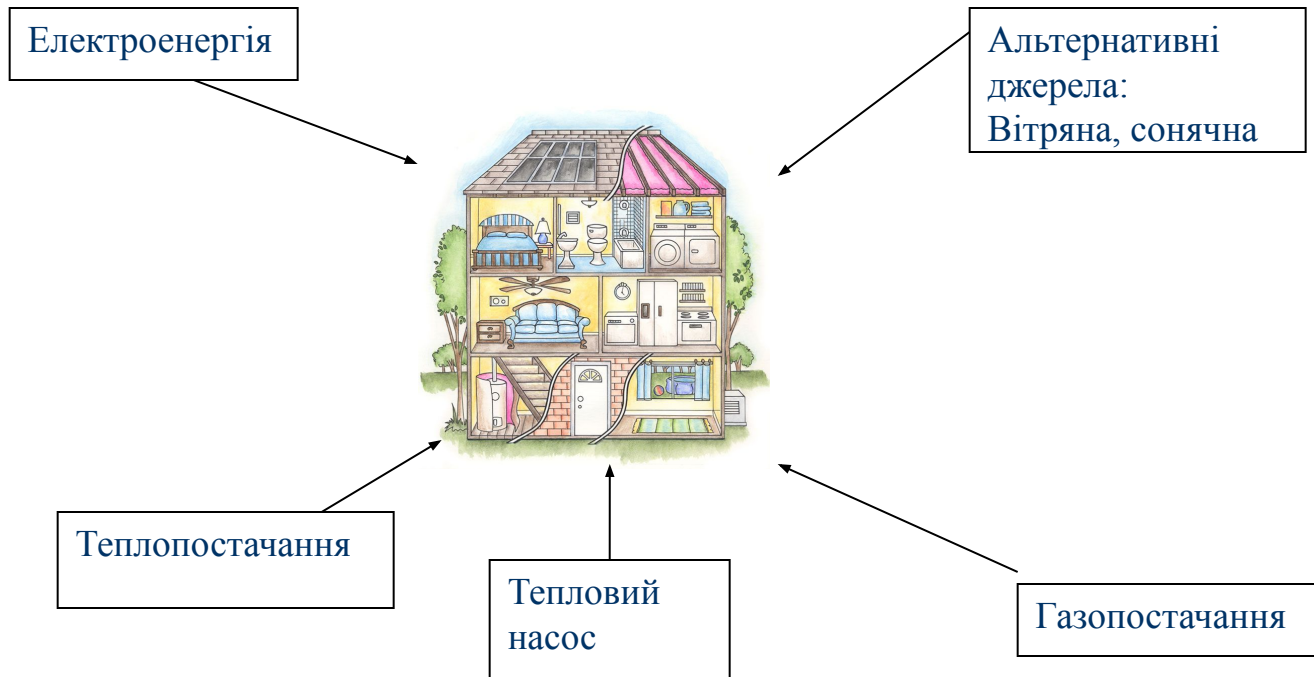 Електроенергія
Альтернативні
джерела:
Вітряна, сонячна
Теплопостачання
Тепловий
насос
Газопостачання